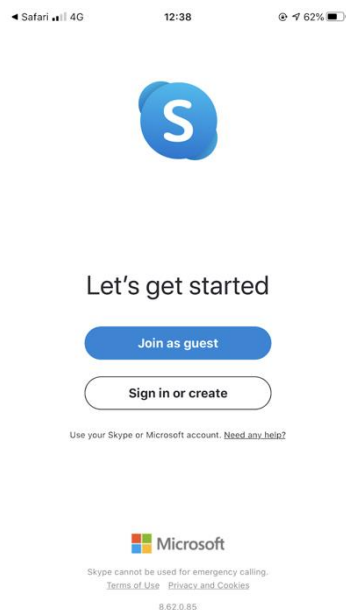 Safari 4G 12:38 62%
S
Let's get started
Join as guest
Sign in or create
Use your Skype or Microsoft account. Need any help?
Microsoft
Skype cannot be used for emergency calling.
Terms of Use Privacy and Cookies
8.62.0.85